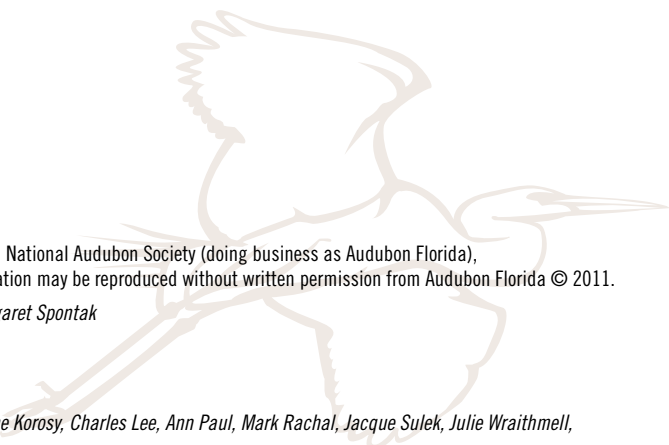 National Audubon Society (doing business as Audubon Florida),
ation may be reproduced without written permission from Audubon Florida © 2011.
garet Spontak
e Korosy, Charles Lee, Ann Paul, Mark Rachal, Jacque Sulek, Julie Wraithmell,